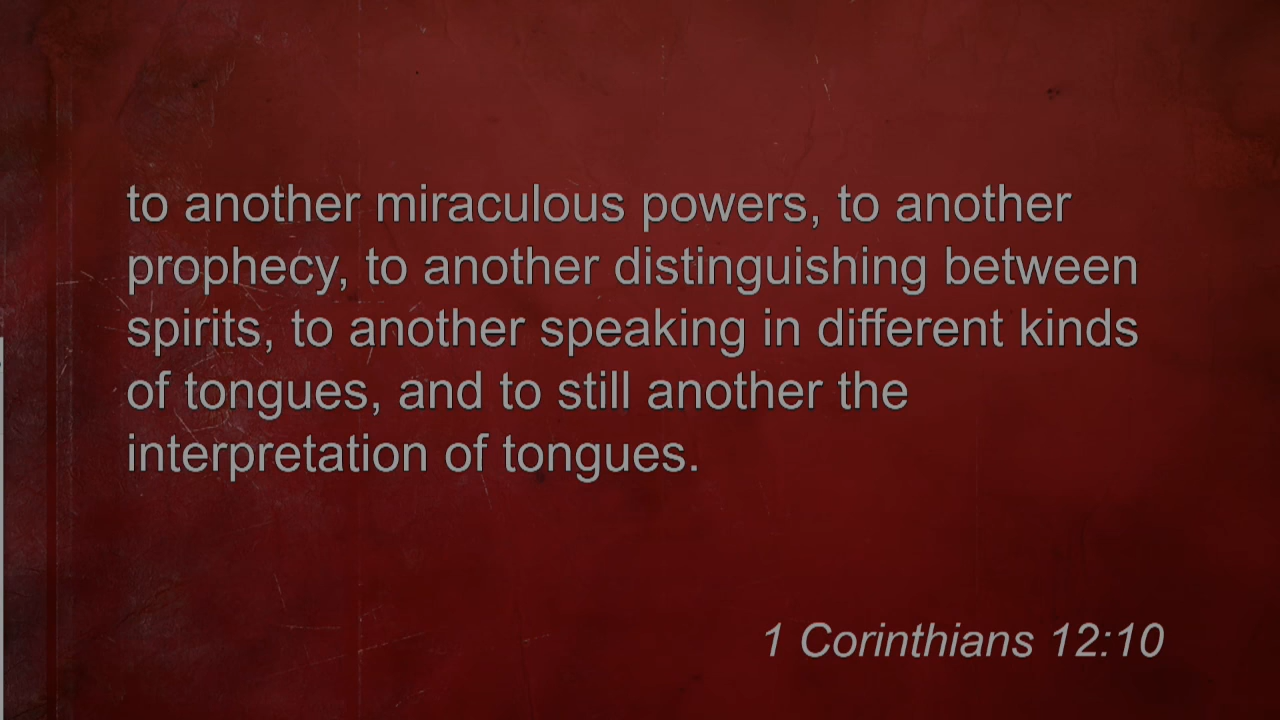 to another miraculous powers, to another
prophecy, to another distinguishing between
spirits, to another speaking in different kinds
of tongues, and to still another the
interpretation of tongues.
1 Corinthians 12:10